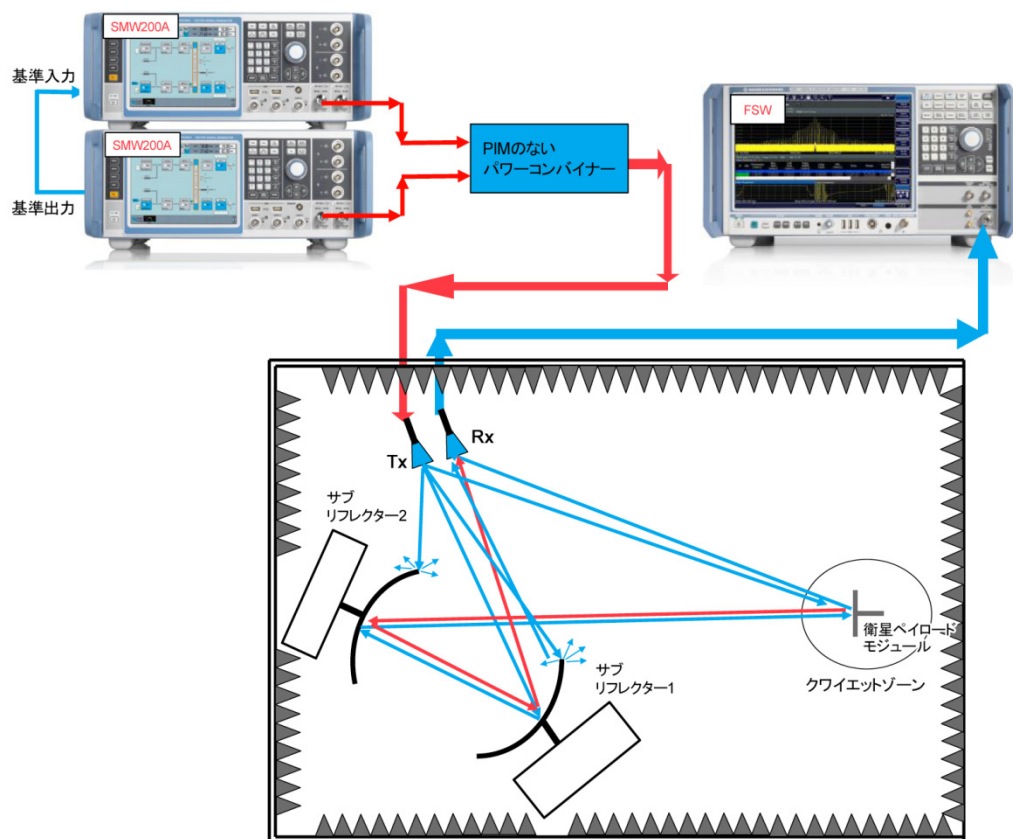 SMW200A
基準入力
SMW200A
基準出力
PIMのない
パワーコンバイナー
FSW
Tx
Rx
サブ
リフレクター2
サブ
リフレクター1
衛星ペイロード
モジュール
クワイエットゾーン